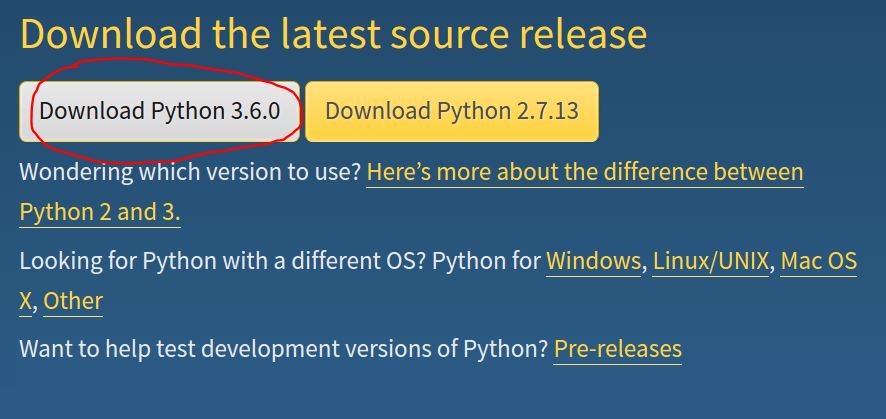 Download the latest source release
Download Python 3.6.0 Download Python 2.7.13
Wondering which version to use? Here’s more about the difference between
Python 2 and 3.
Looking for Python with a different OS? Python for Windows, Linux/UNIX, Mac OS
X, Other
Want to help test development versions of Python? Pre-releases